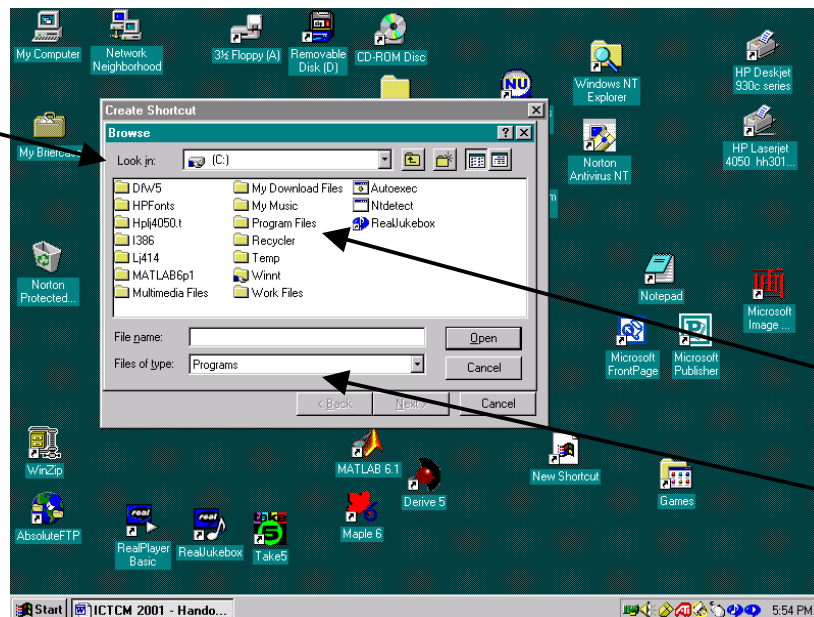 My Computer
Network
Neighborhood
3½ Floppy (A)
Removable
Disk (D)
CD-ROM Disc
Windows NT
Explorer
HP Deskjet
930c series
My Briefcase
Norton
Antivirus NT
HP Laserjet
4050 hh301...
Create Shortcut
Browse
Look in:
(C:)
DfW5
HPFonts
Hplj4050.t
I386
Lj414
MATLAB6p1
Multimedia Files
My Download Files
My Music
Program Files
Recycler
Temp
Winnt
Work Files
Autoexec
Ntdetect
RealJukebox
File name:
Open
Files of type:
Programs
Cancel
< Back
Next >
Cancel
Norton
Protected...
Notepad
Microsoft
Image ...
Microsoft
FrontPage
Microsoft
Publisher
WinZip
MATLAB 6.1
Derive 5
New Shortcut
Games
AbsoluteFTP
RealPlayer
Basic
RealJukebox
Take5
Maple 6
Start
ICTCM 2001 - Hando...
5:54 PM